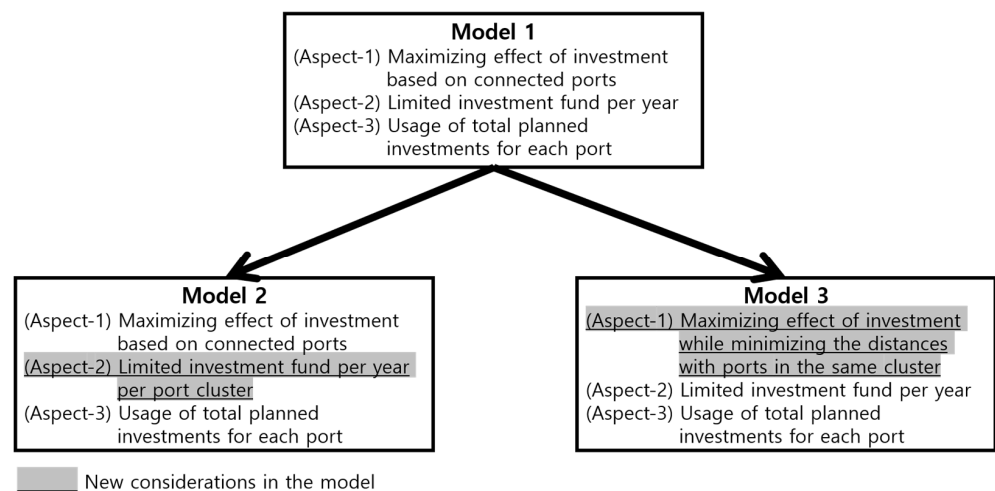 Model 1
(Aspect-1) Maximizing effect of investment
based on connected ports
(Aspect-2) Limited investment fund per year
(Aspect-3) Usage of total planned
investments for each port
Model 2
(Aspect-1) Maximizing effect of investment
based on connected ports
(Aspect-2) Limited investment fund per year
per port cluster
(Aspect-3) Usage of total planned
investments for each port
Model 3
(Aspect-1) Maximizing effect of investment
while minimizing the distances
with ports in the same cluster
(Aspect-2) Limited investment fund per year
(Aspect-3) Usage of total planned
investments for each port
New considerations in the model